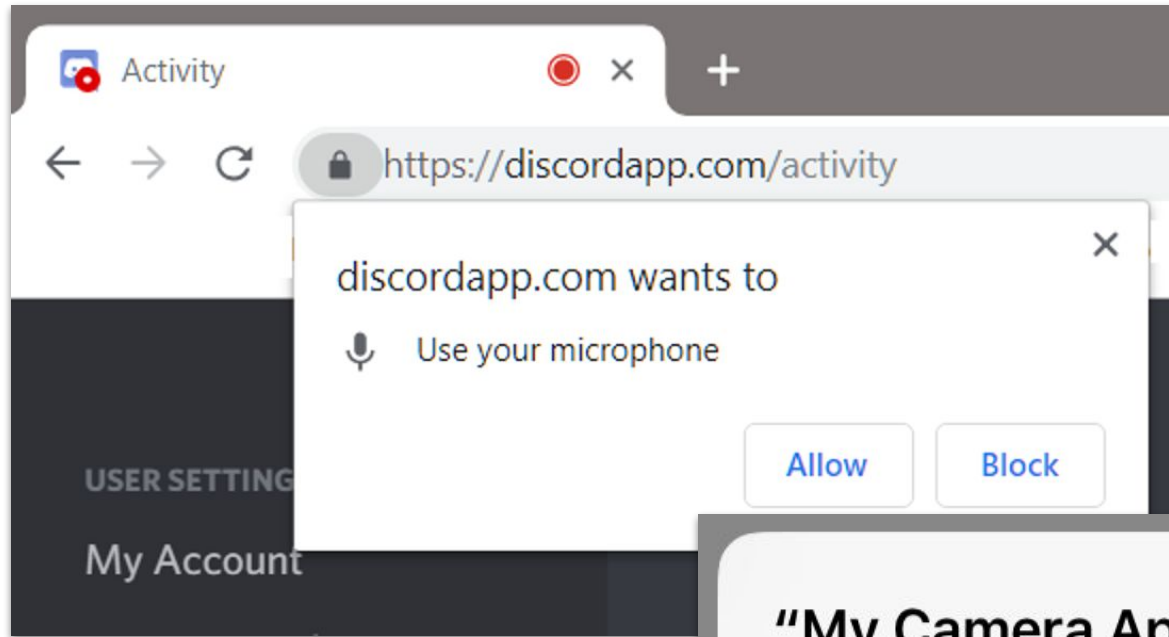 Activity
https://discordapp.com/activity
discordapp.com wants to
Use your microphone
Allow Block
USER SETTING
My Account
"My Camera